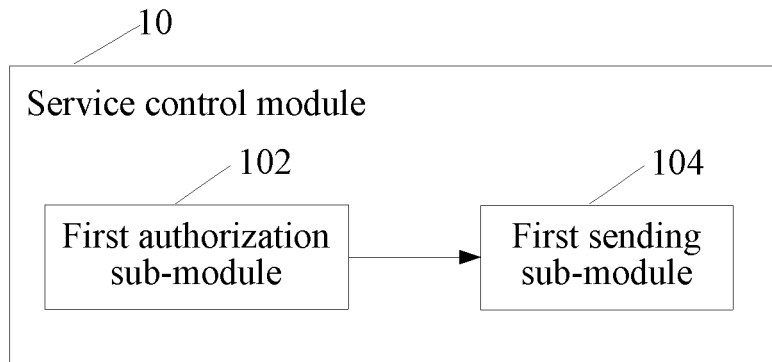 10
Service control module
102
104
First authorization
sub-module
First sending
sub-module